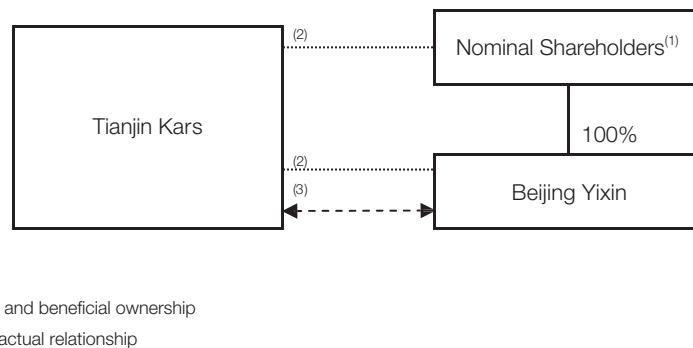 (2)
Nominal Shareholders(1)
Tianjin Kars
100%
(2)
(3)
Beijing Yixin
and beneficial ownership
actual relationship